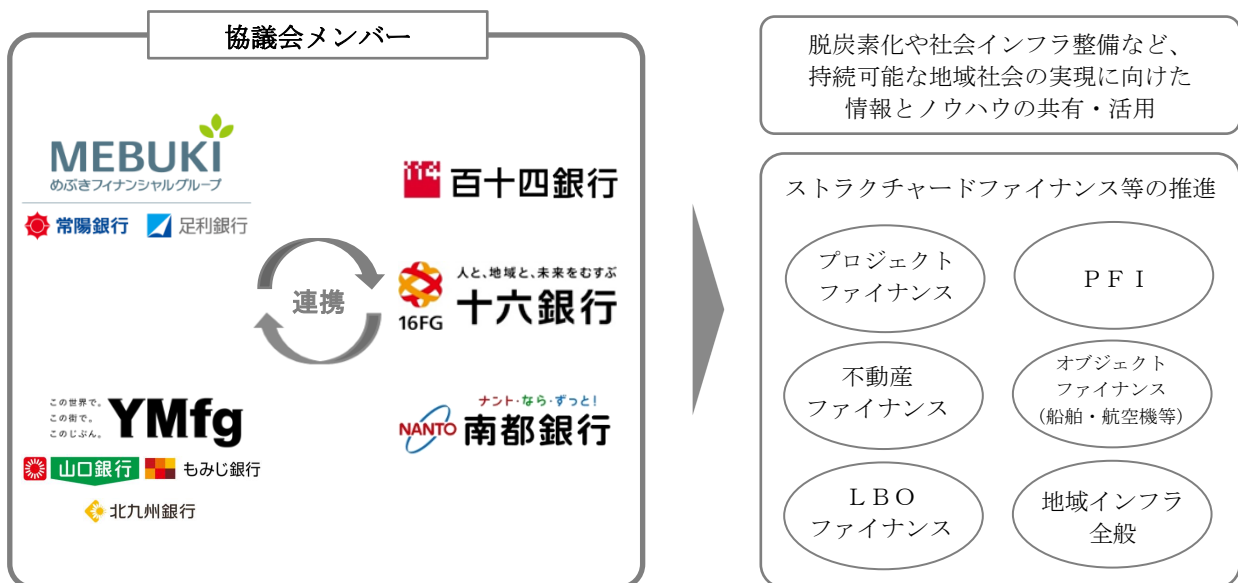 協議会メンバー
MEBUKI
めぶきフィナンシャルグループ
常陽銀行 足利銀行
百十四銀行
連携
人と、地域と、未来をむすぶ
16FG 十六銀行
この世界で。
この街で。
このじぶん。
YMfg
山口銀行 もみじ銀行
北九州銀行
ナント・なら・ずっと!
NANTO 南都銀行
脱炭素化や社会インフラ整備など、
持続可能な地域社会の実現に向けた
情報とノウハウの共有・活用
ストラクチャードファイナンス等の推進
プロジェクト
ファイナンス
ＰＦＩ
不動産
ファイナンス
オブジェクト
ファイナンス
(船舶・航空機等)
ＬＢＯ
ファイナンス
地域インフラ
全般